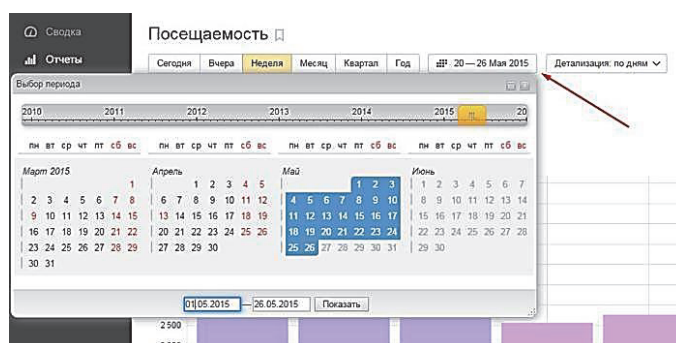 Сводка
Посещаемость
Отчеты
Сегодня Вчера Неделя Месяц Квартал Год 20 — 26 Мая 2015 Детализация: по дням
Выбор периода
2010 2011 2012 2013 2014 2015 20
пн вт ср чт пт сб вс пн вт ср чт пт сб вс пн вт ср чт пт сб вс пн вт ср чт пт сб вс
Март 2015 Апрель Май Июнь
1 1 2 3 4 5 1 2 3 1 2 3 4 5 6 7
2 3 4 5 6 7 8 6 7 8 9 10 11 12 4 5 6 7 8 9 10 8 9 10 11 12 13 14
9 10 11 12 13 14 15 13 14 15 16 17 18 19 11 12 13 14 15 16 17 15 16 17 18 19 20 21
16 17 18 19 20 21 22 20 21 22 23 24 25 26 18 19 20 21 22 23 24 22 23 24 25 26 27 28
23 24 25 26 27 28 29 27 28 29 30 25 26 27 28 29 30 31 29 30
30 31
01.05.2015 — 26.05.2015 Показать
2 500